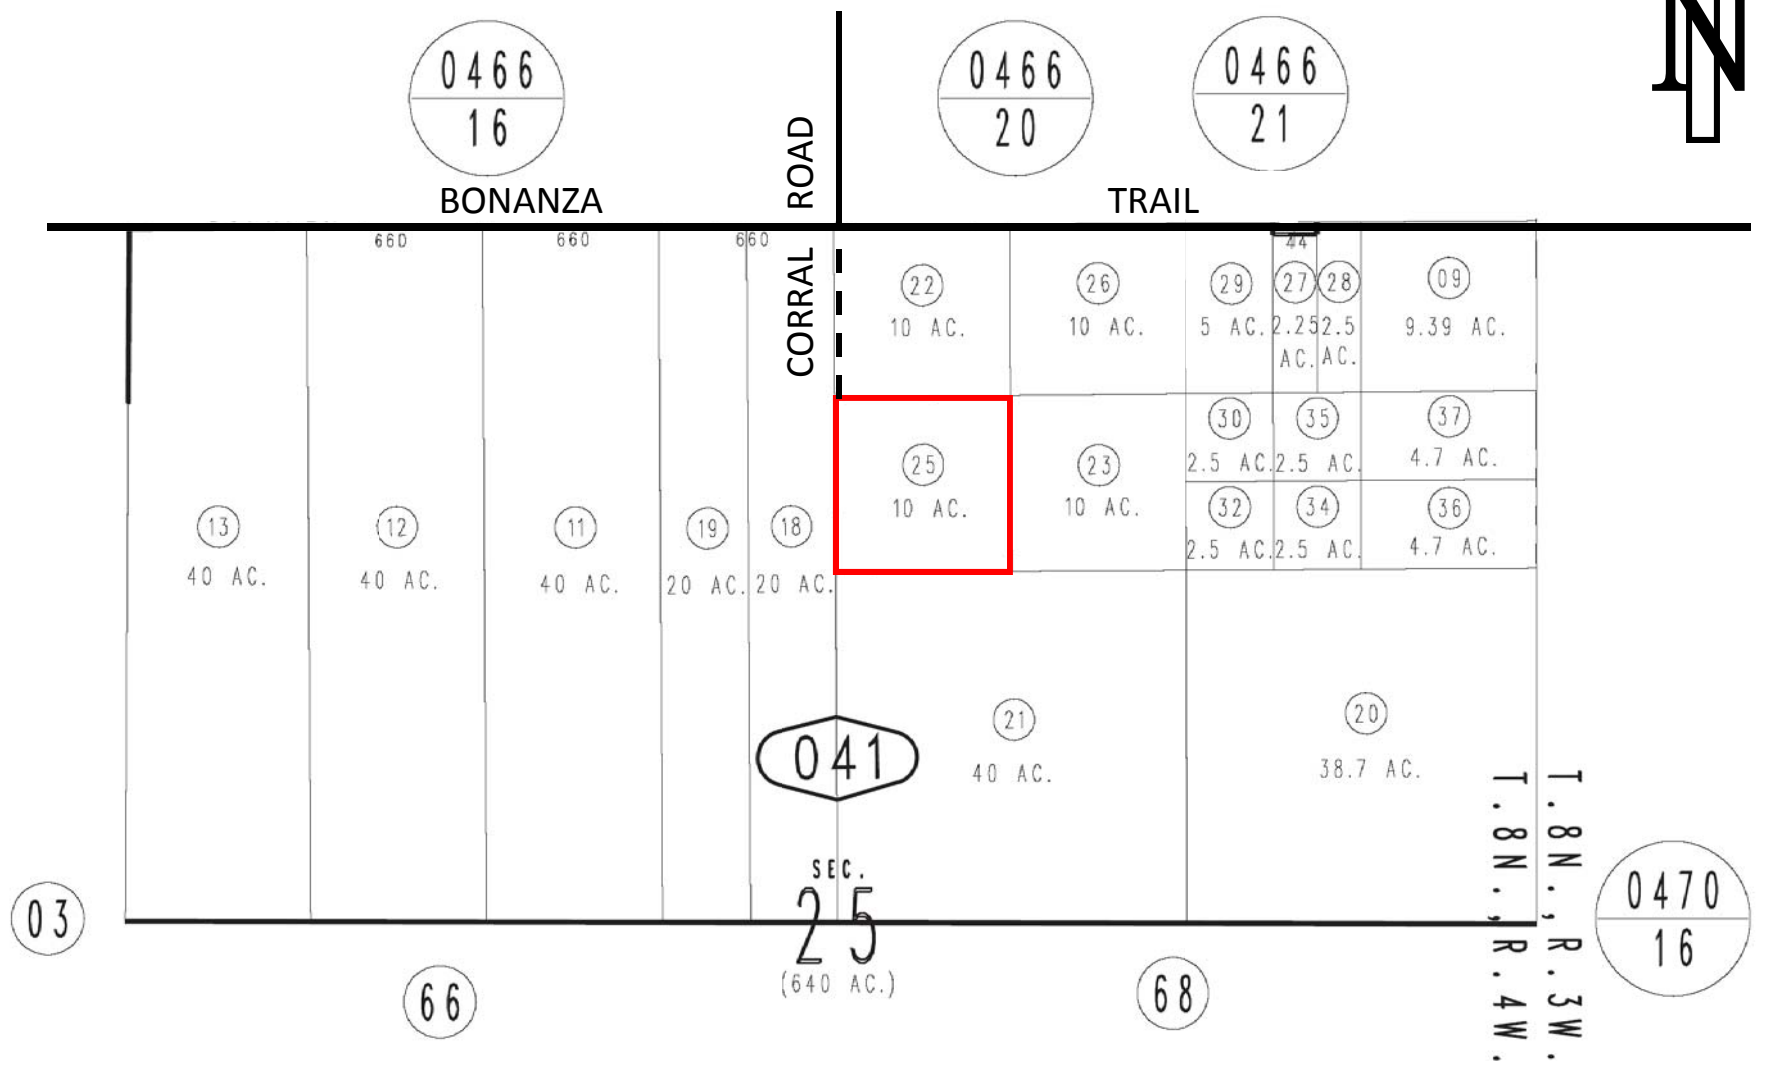 N
0466
16
0466
20
0466
21
CORRAL ROAD
BONANZA
TRAIL
660
660
660
44
22
10 AC.
26
10 AC.
29
5 AC.
27
2.25
AC.
28
2.5
AC.
09
9.39 AC.
25
10 AC.
23
10 AC.
30
2.5 AC.
35
2.5 AC.
37
4.7 AC.
32
2.5 AC.
34
2.5 AC.
36
4.7 AC.
13
40 AC.
12
40 AC.
11
40 AC.
19
20 AC.
18
20 AC.
21
40 AC.
20
38.7 AC.
041
SEC.
25
(640 AC.)
T.8N., R.4W.
T.8N., R.3W.
03
66
68
0470
16